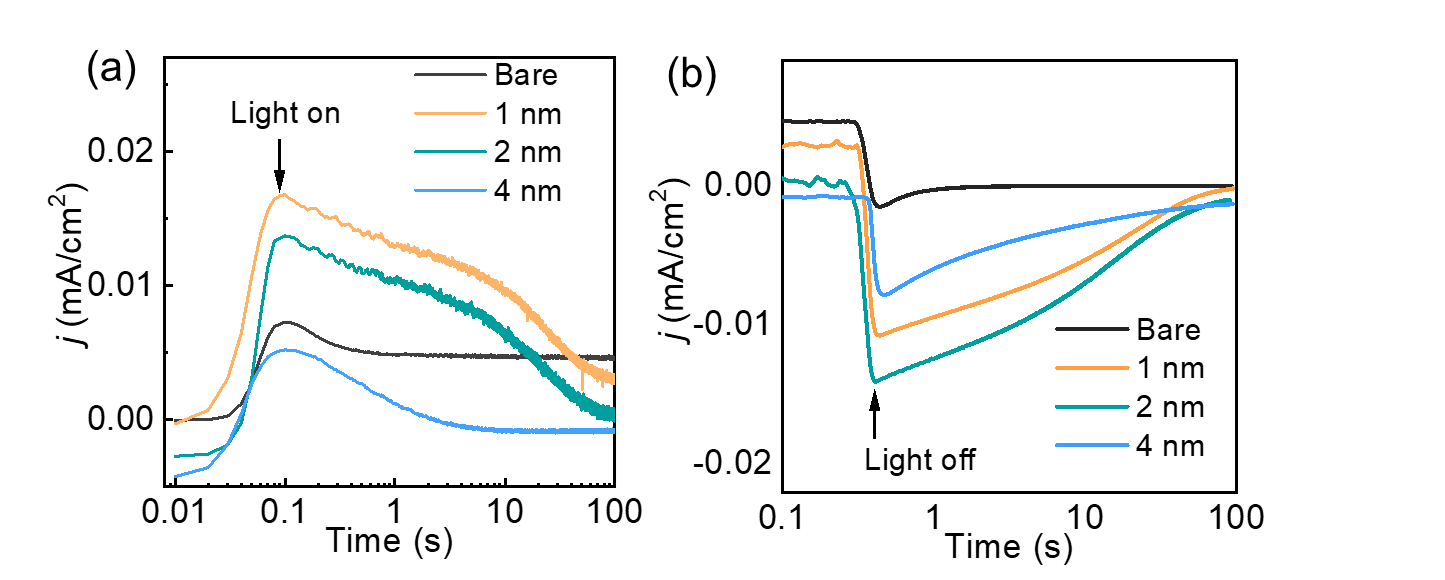 (a)
Bare
1 nm
2 nm
4 nm
Light on
0.02
0.01
0.00
j (mA/cm²)
0.01 0.1 1 10 100
Time (s)
(b)
0.00
-0.01
-0.02
j (mA/cm²)
Bare
1 nm
2 nm
4 nm
Light off
0.1 1 10 100
Time (s)